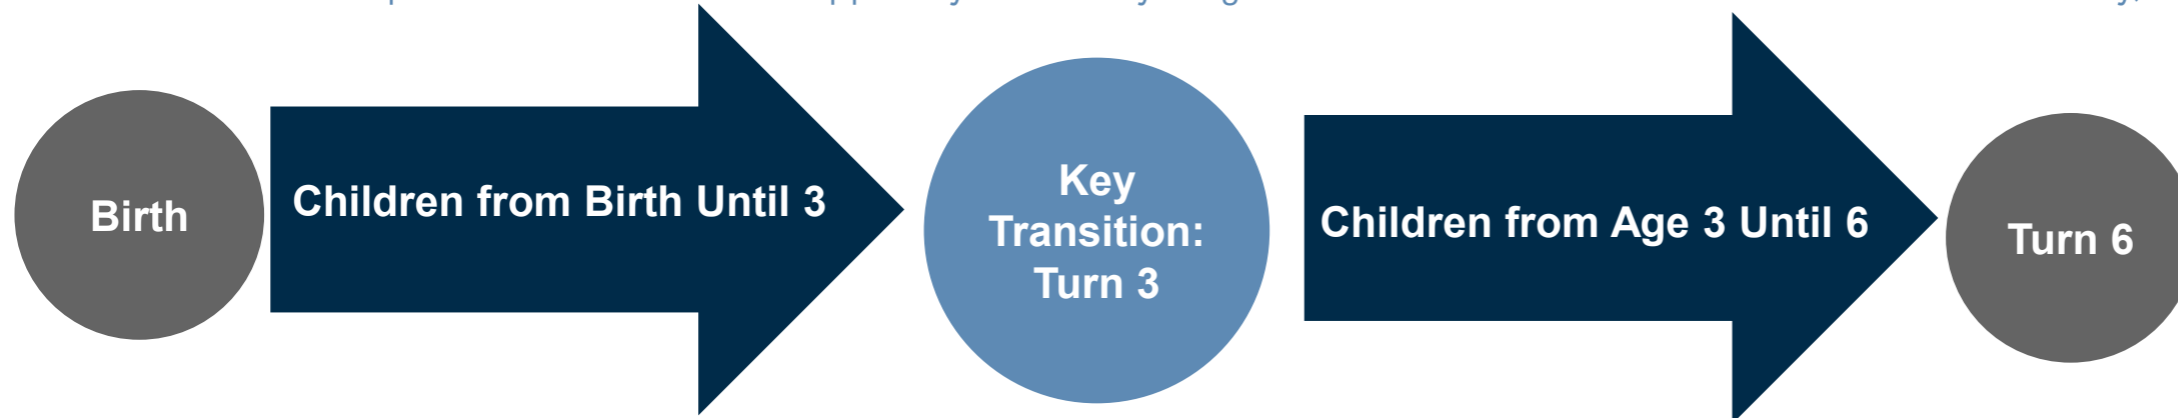 Birth
Children from Birth Until 3
Key
Transition:
Turn 3
Children from Age 3 Until 6
Turn 6